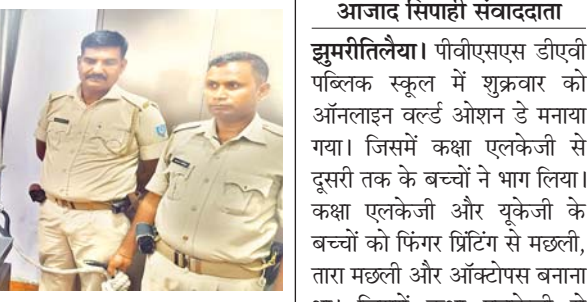 आजाद सिपाही संवाददाता
झुमरीतिलैया। पीवीएसएस डीएवी
पब्लिक स्कूल में शुक्रवार को
ऑनलाइन वर्ल्ड ओशन डे मनाया
गया। जिसमें कक्षा एलकेजी से
दूसरी तक के बच्चों ने भाग लिया।
कक्षा एलकेजी और यूकेजी के
बच्चों को फिंगर प्रिंटिंग से मछली,
तारा मछली और ऑक्टोपस बनाना